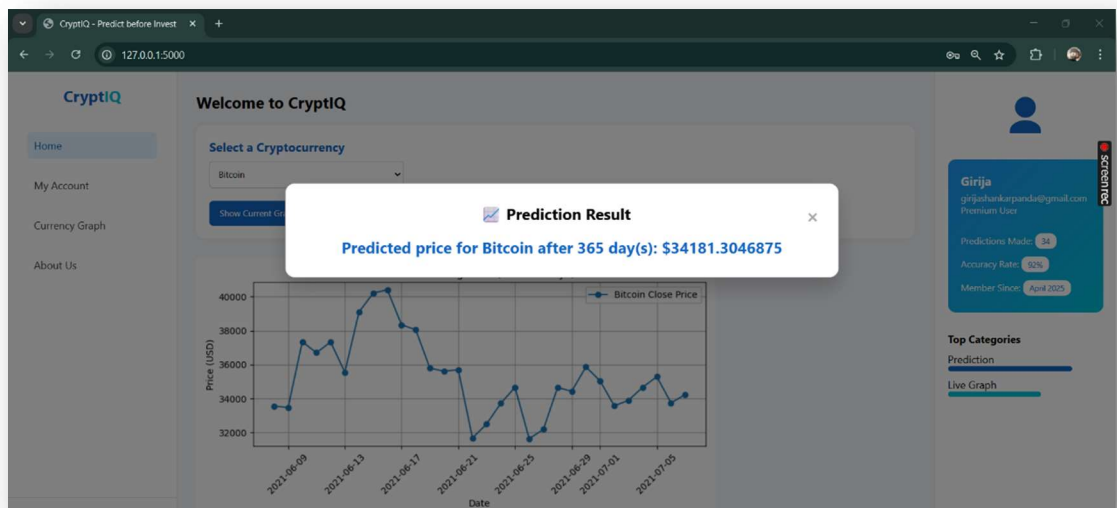 CryptIQ - Predict before Invest
127.0.0.1:5000
CryptIQ
Home
My Account
Currency Graph
About Us
Welcome to CryptIQ
Select a Cryptocurrency
Bitcoin
Show Current
Prediction Result
Predicted price for Bitcoin after 365 day(s): $34181.3046875
Bitcoin Close Price
40000
38000
36000
34000
32000
Price (USD)
2021-06-09
2021-06-13
2021-06-17
2021-06-21
2021-06-25
2021-06-29
2021-07-01
2021-07-05
Date
Girija
girijashankarpanda@gmail.com
Premium User
Predictions Made: 34
Accuracy Rate: 92%
Member Since: April 2025
Top Categories
Prediction
Live Graph
screenrec